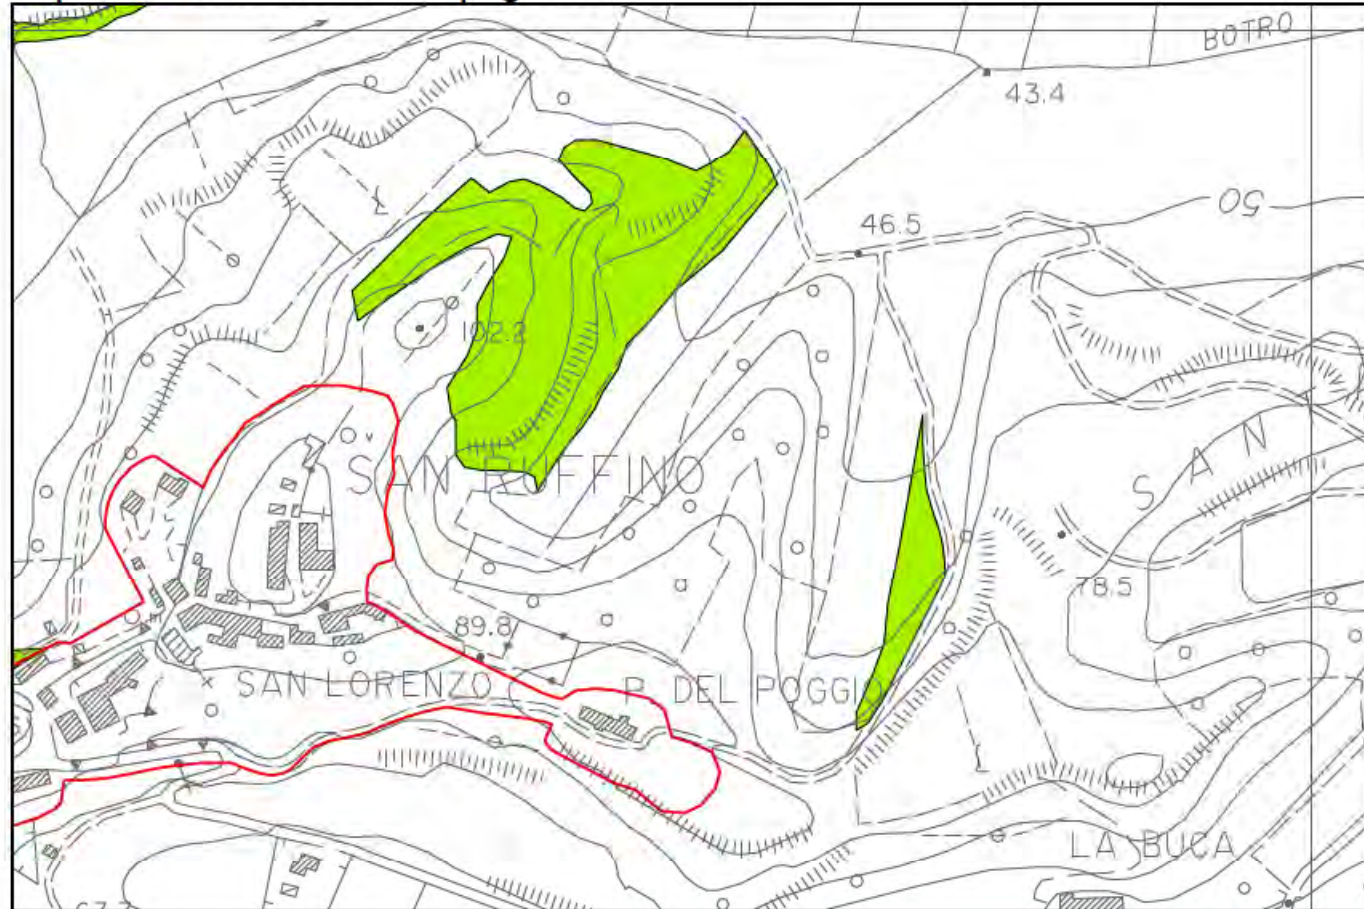 BOTRO
43.4
50
46.5
102.2
SAN
SAN RUFFINO
78.5
89.8
SAN LORENZO
P. DEL POGGIO
LA BUCA